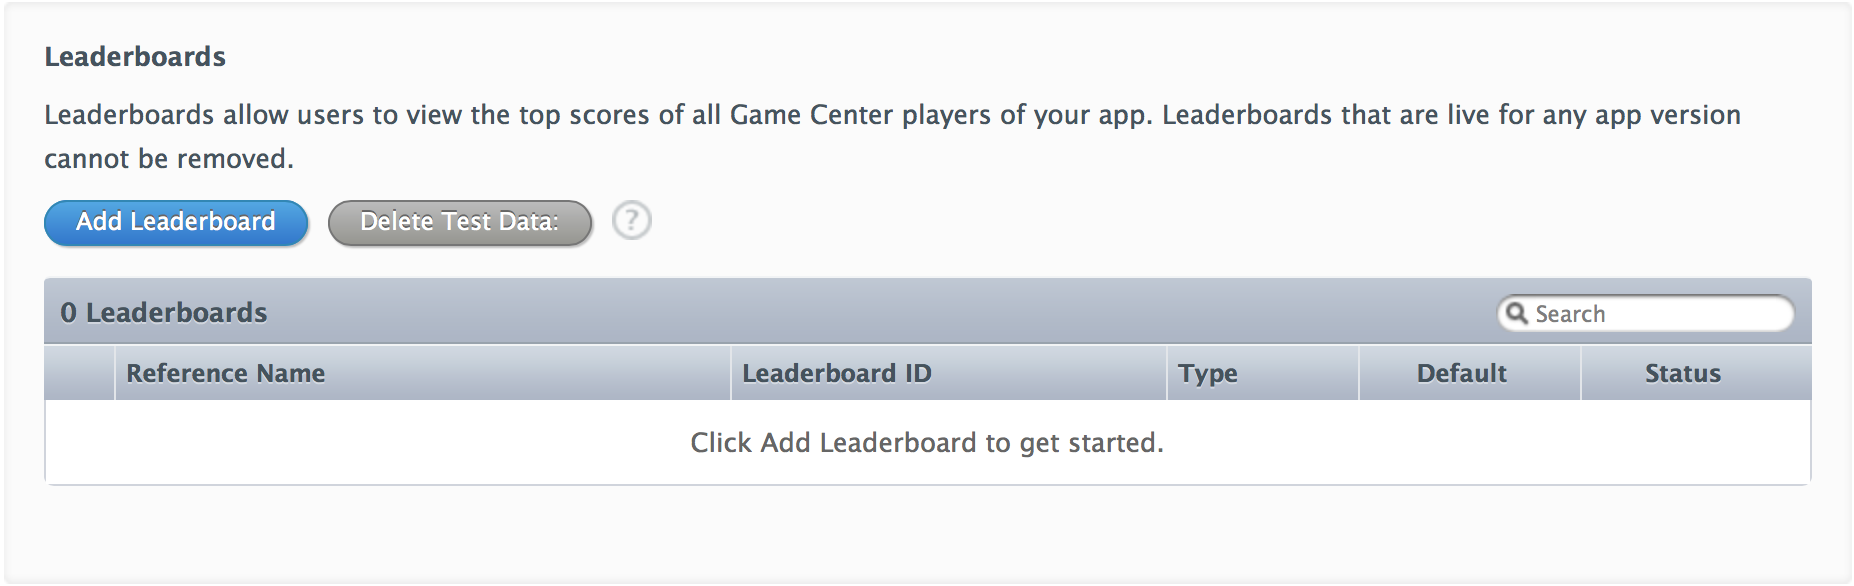 Leaderboards
Leaderboards allow users to view the top scores of all Game Center players of your app. Leaderboards that are live for any app version
cannot be removed.
Add Leaderboard Delete Test Data: ?
0 Leaderboards Search
Reference Name Leaderboard ID Type Default Status
Click Add Leaderboard to get started.